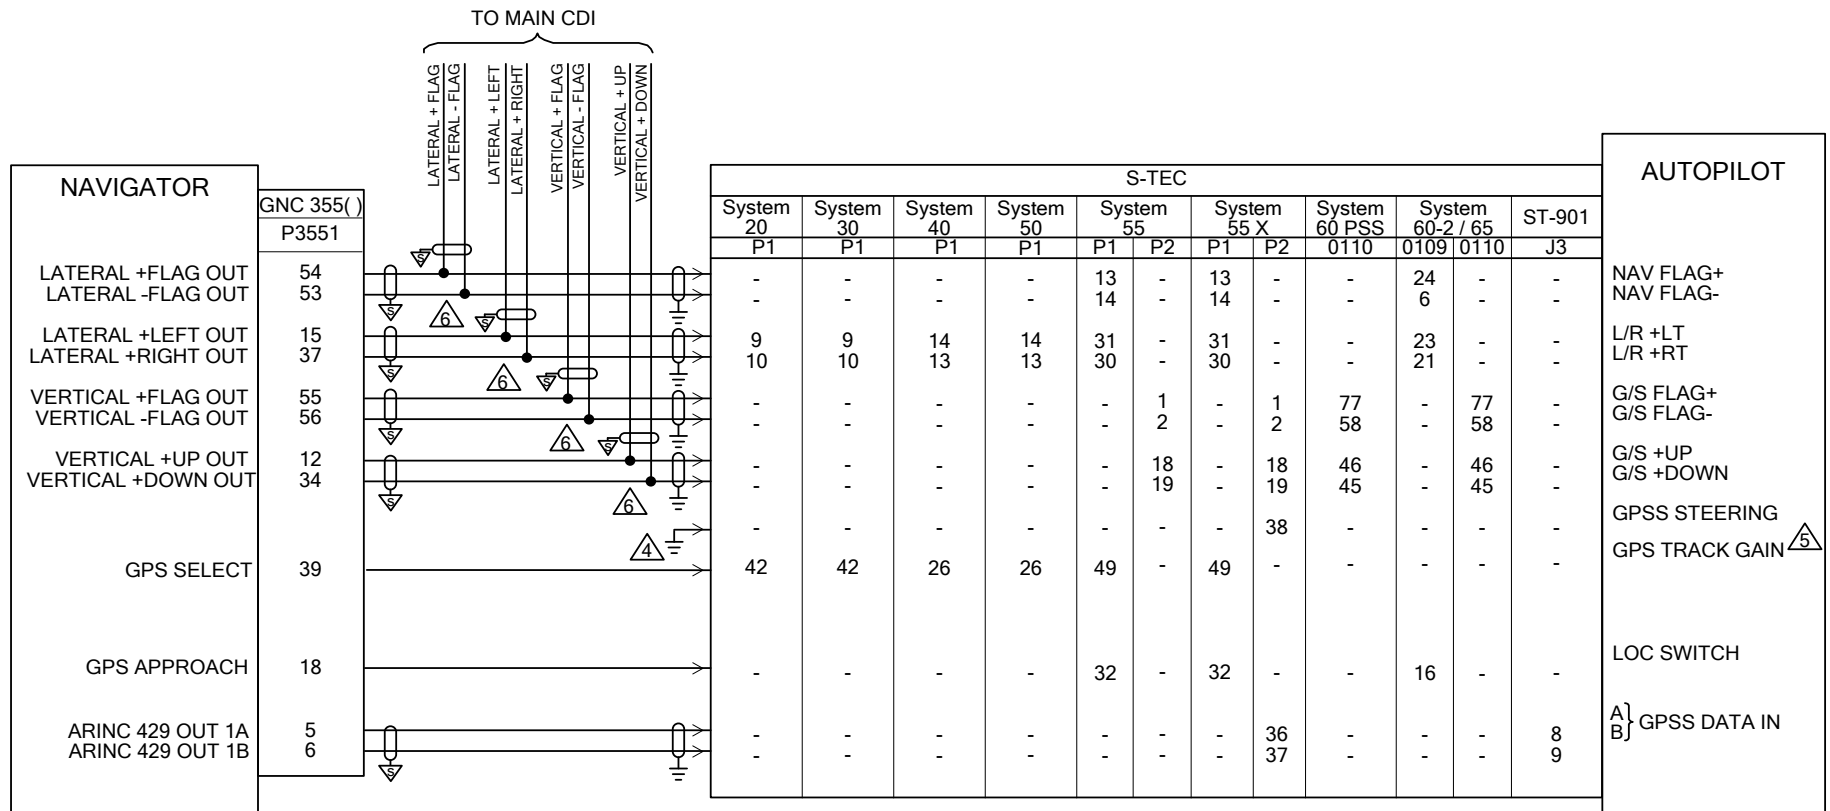 TO MAIN CDI
LATERAL + FLAG
LATERAL - FLAG
LATERAL + LEFT
LATERAL + RIGHT
VERTICAL + FLAG
VERTICAL - FLAG
VERTICAL + UP
VERTICAL + DOWN
NAVIGATOR
GNC 355( )
P3551
S-TEC
AUTOPILOT
System 20 System 30 System 40 System 50 System 55 System 55 X System 60 PSS System 60-2 / 65 ST-901
P1 P1 P1 P1 P1 P2 P1 P2 0110 0109 0110 J3
LATERAL +FLAG OUT 54 S - - - - 13 - 13 - - 24 - - NAV FLAG+
LATERAL -FLAG OUT 53 - - - - 14 - 14 - - 6 - - NAV FLAG-
S 6 S
LATERAL +LEFT OUT 15 9 9 14 14 31 - 31 - - 23 - - L/R +LT
LATERAL +RIGHT OUT 37 10 10 13 13 30 - 30 - - 21 - - L/R +RT
S 6 S
VERTICAL +FLAG OUT 55 - - - - - 1 - 1 77 - 77 - G/S FLAG+
VERTICAL -FLAG OUT 56 - - - - - 2 - 2 58 - 58 - G/S FLAG-
S 6 S
VERTICAL +UP OUT 12 - - - - - 18 - 18 46 - 46 - G/S +UP
VERTICAL +DOWN OUT 34 - - - - - 19 - 19 45 - 45 - G/S +DOWN
S 6
4 - - - - - - - 38 - - - - GPSS STEERING
GPS SELECT 39 42 42 26 26 49 - 49 - - - - - GPS TRACK GAIN 5
GPS APPROACH 18 - - - - 32 - 32 - - 16 - - LOC SWITCH
ARINC 429 OUT 1A 5 - - - - - - - 36 - - - 8 A
ARINC 429 OUT 1B 6 - - - - - - - 37 - - - 9 B
GPSS DATA IN
S